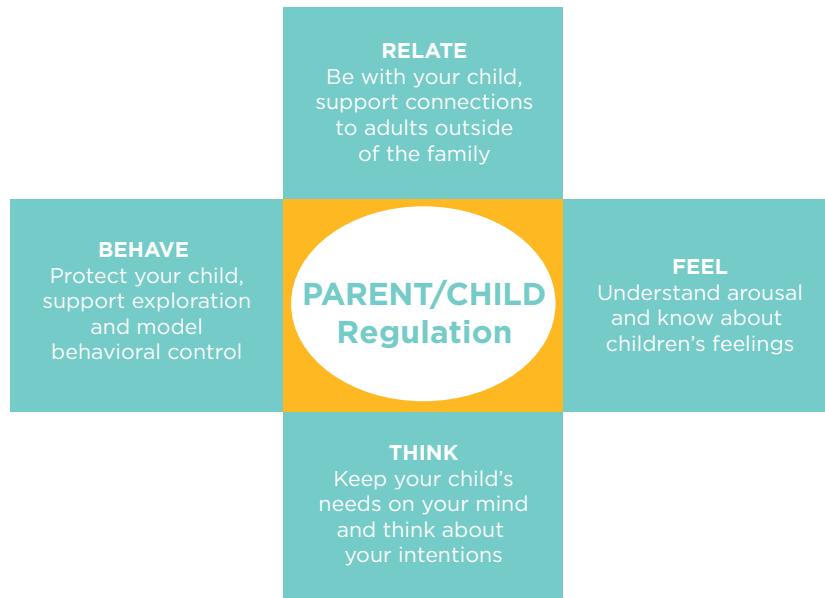 RELATE
Be with your child,
support connections
to adults outside
of the family
BEHAVE
Protect your child,
support exploration
and model
behavioral control
PARENT/CHILD
Regulation
FEEL
Understand arousal
and know about
children’s feelings
THINK
Keep your child’s
needs on your mind
and think about
your intentions